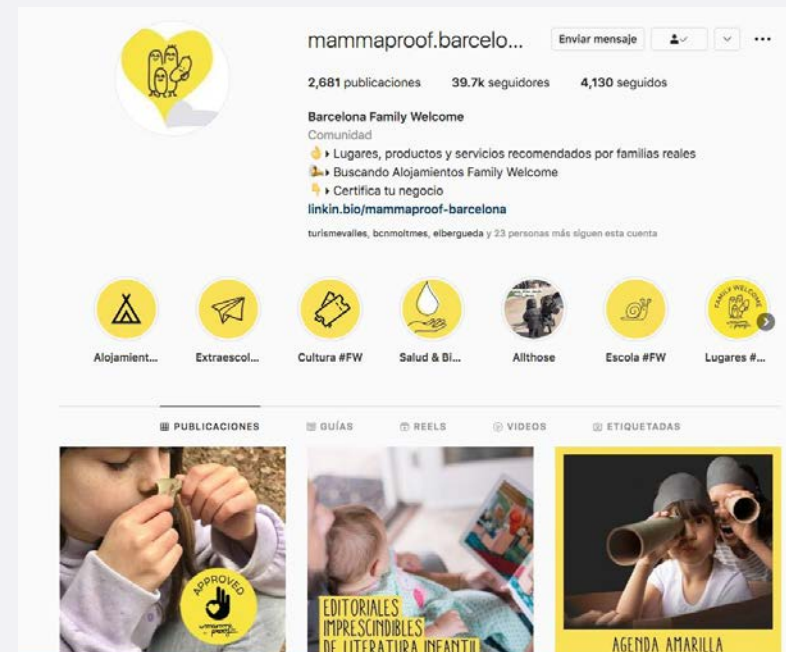 mammaproof.barcelo...
Enviar mensaje
2,681 publicaciones 39.7k seguidores 4,130 seguidos
Barcelona Family Welcome
Comunidad
Lugares, productos y servicios recomendados por familias reales
Buscando Alojamientos Family Welcome
Certifica tu negocio
linkin.bio/mammaproof-barcelona
turismevalles, bcnmoltmes, elbergueda y 23 personas más siguen esta cuenta
FAMILY WELCOME
Alojamient... Extraescol... Cultura #FW Salud & Bi... Allthose Escola #FW Lugares #...
PUBLICACIONES GUÍAS REELS VIDEOS ETIQUETADAS
APPROVED
mamma proof
EDITORIALES
IMPRESCINDIBLES
DE LITERATURA INFANTIL
AGENDA AMARILLA